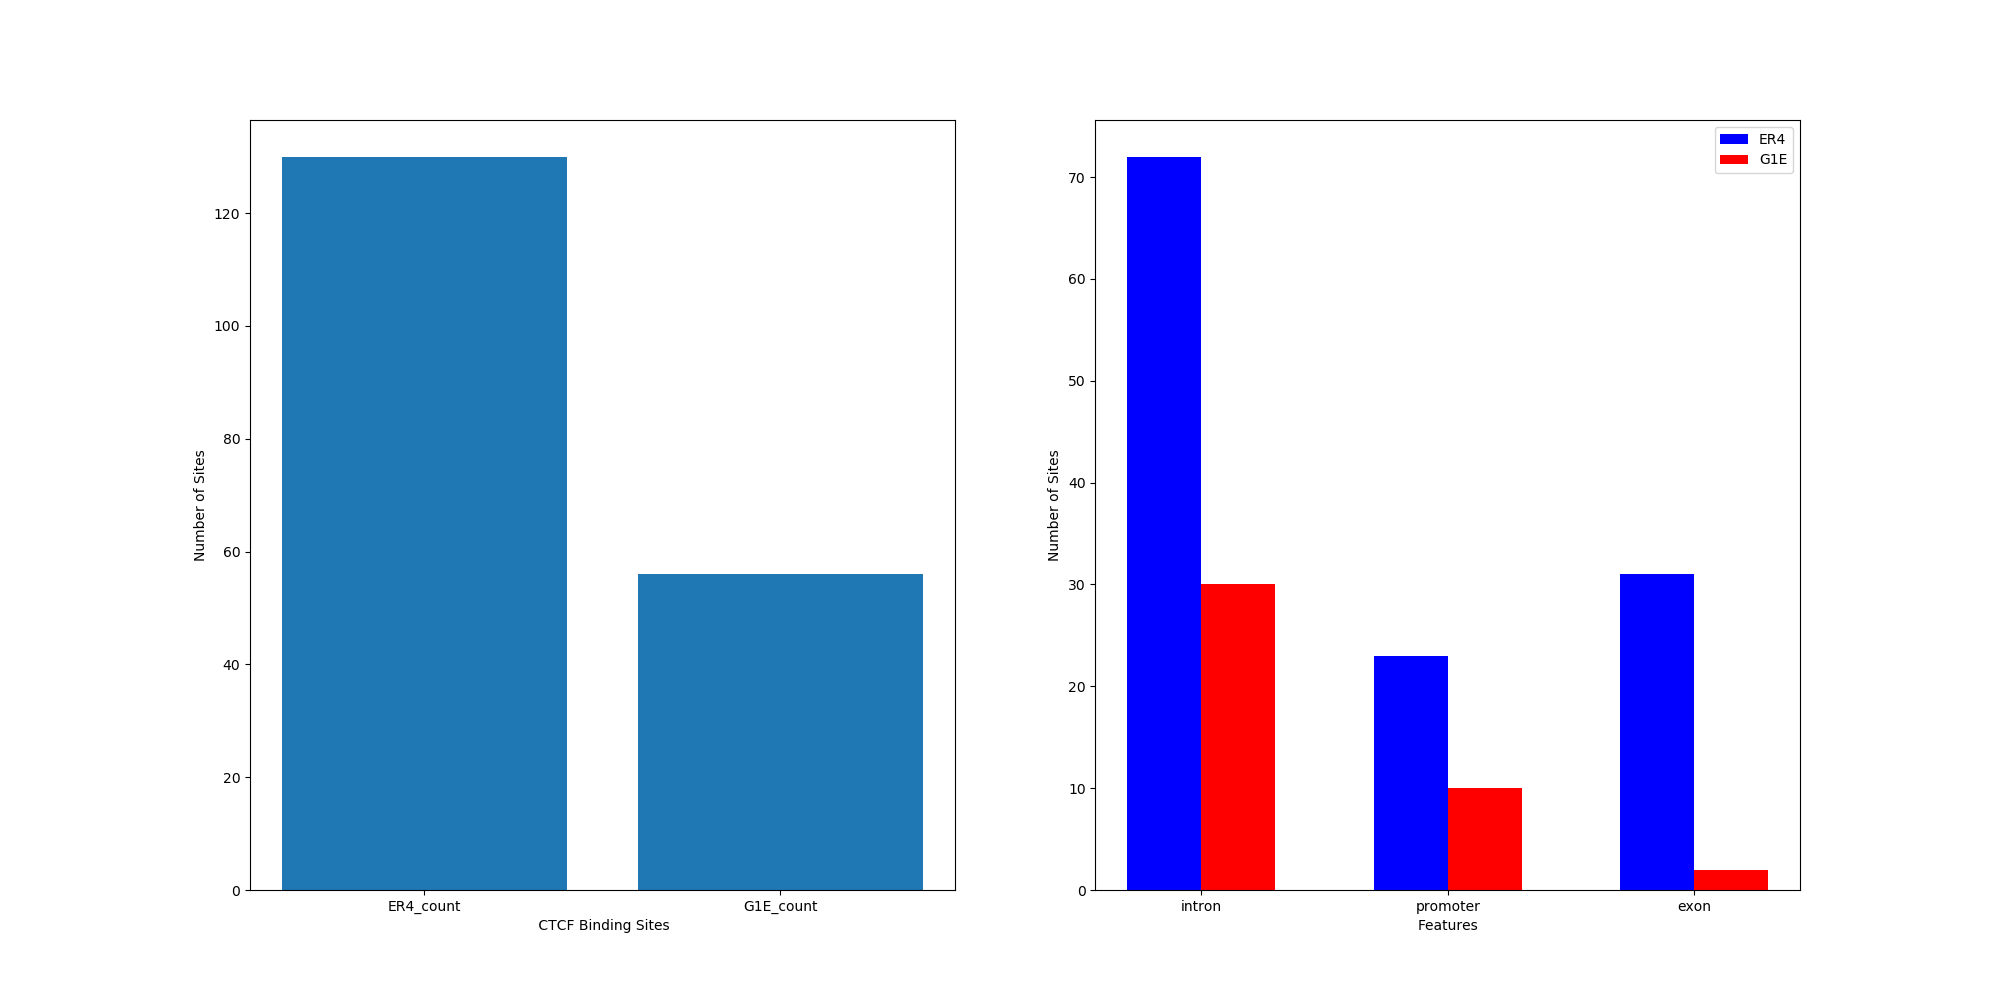 120
100
80
60
40
20
0
Number of Sites
ER4_count
G1E_count
CTCF Binding Sites
ER4
G1E
70
60
50
40
30
20
10
0
Number of Sites
intron
promoter
exon
Features